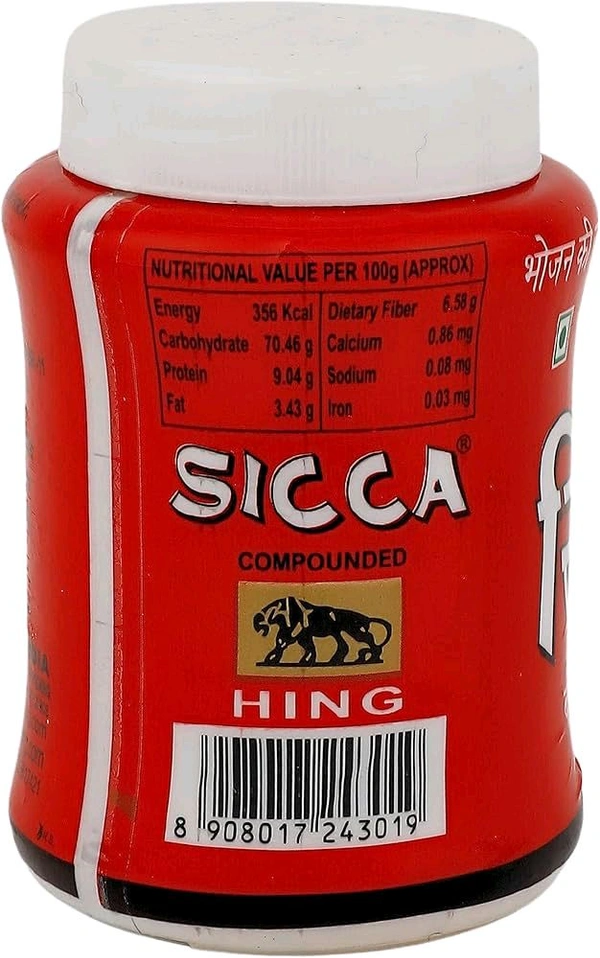 NUTRITIONAL VALUE PER 100g (APPROX)
Energy 356 Kcal Dietary Fiber 6.58 g
Carbohydrate 70.46 g Calcium 0.86 mg
Protein 9.04 g Sodium 0.08 mg
Fat 3.43 g Iron 0.03 mg
SICCA®
COMPOUNDED
HING
8 908017 243019
भोजन की